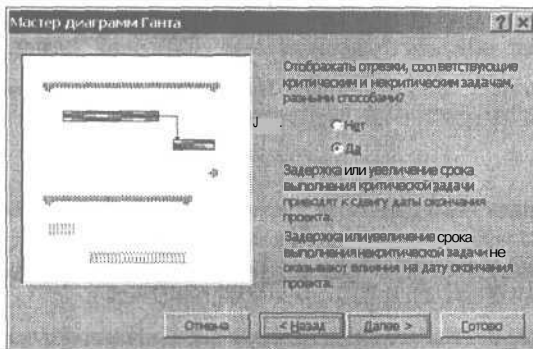 Мастер диаграмм Ганта
Отображать отрезки, соответствующие
критическим и некритическим задачам,
разными способами?
Нет
Да
Задержка или увеличение срока
выполнения критической задачи
приводят к сдвигу даты окончания
проекта.
Задержка или увеличение срока
выполнения некритической задачи не
оказывают влияния на дату окончания
проекта.
Отмена
< Назад
Далее >
Готово